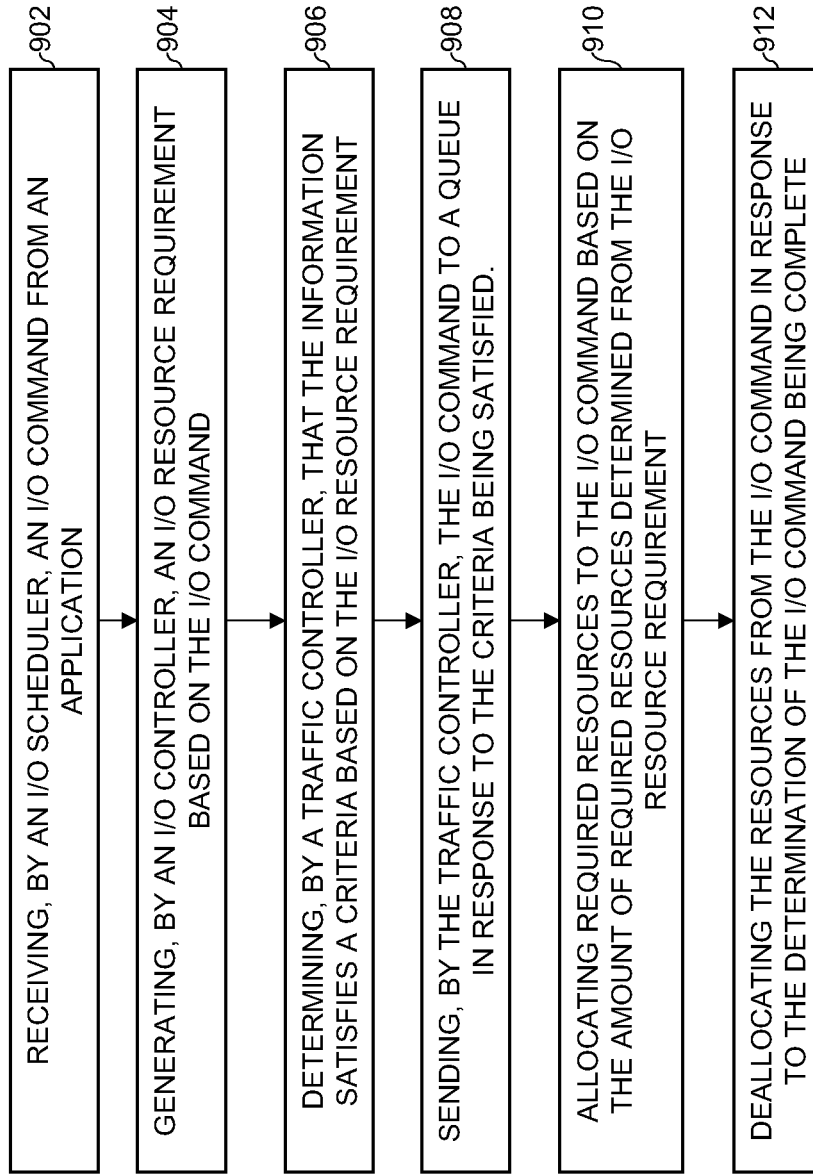 RECEIVING, BY AN I/O SCHEDULER, AN I/O COMMAND FROM AN
APPLICATION
902
GENERATING, BY AN I/O CONTROLLER, AN I/O RESOURCE REQUIREMENT
BASED ON THE I/O COMMAND
904
DETERMINING, BY A TRAFFIC CONTROLLER, THAT THE INFORMATION
SATISFIES A CRITERIA BASED ON THE I/O RESOURCE REQUIREMENT
906
SENDING, BY THE TRAFFIC CONTROLLER, THE I/O COMMAND TO A QUEUE
IN RESPONSE TO THE CRITERIA BEING SATISFIED.
908
ALLOCATING REQUIRED RESOURCES TO THE I/O COMMAND BASED ON
THE AMOUNT OF REQUIRED RESOURCES DETERMINED FROM THE I/O
RESOURCE REQUIREMENT
910
DEALLOCATING THE RESOURCES FROM THE I/O COMMAND IN RESPONSE
TO THE DETERMINATION OF THE I/O COMMAND BEING COMPLETE
912